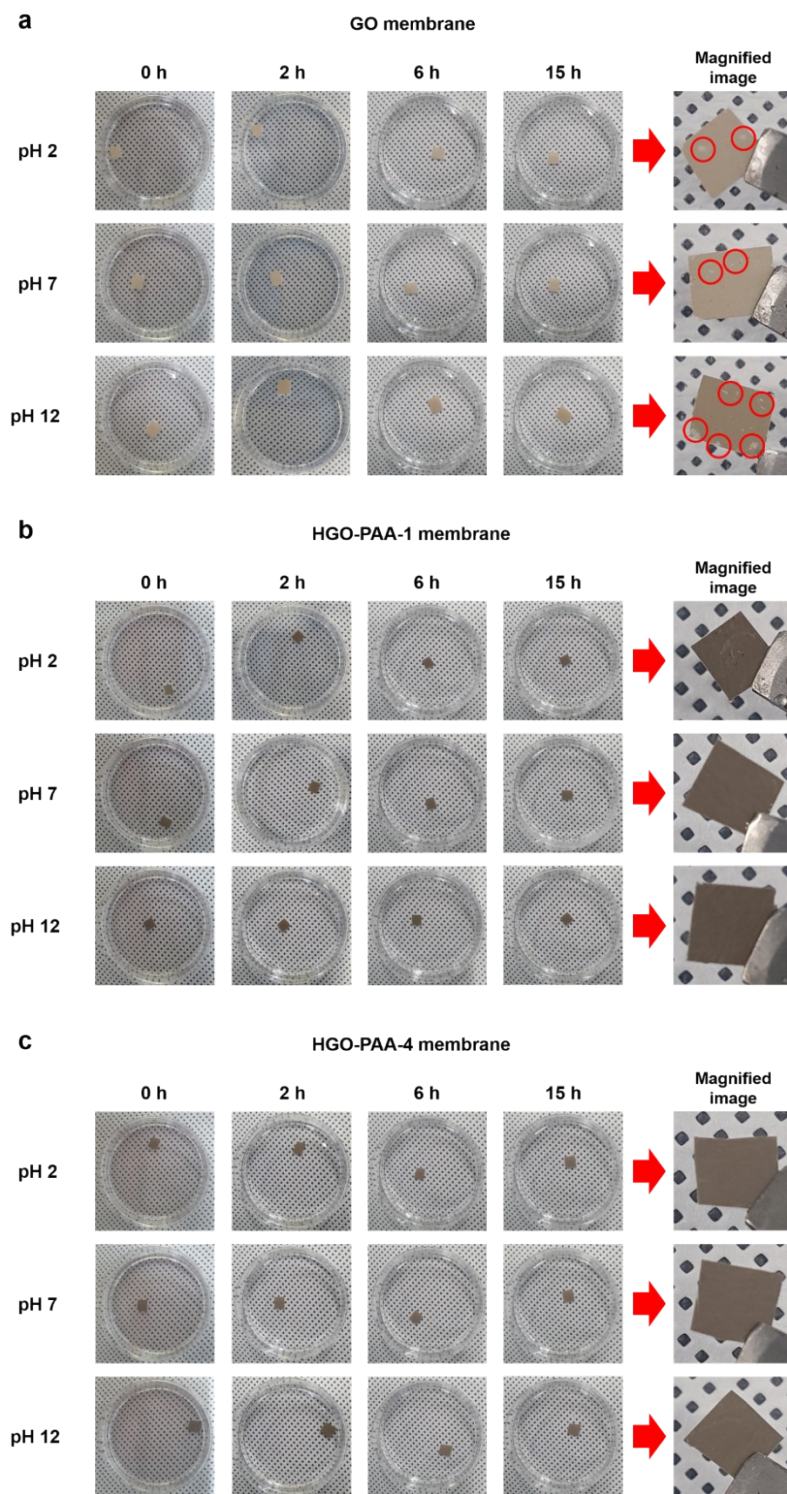 a
GO membrane
0 h 2 h 6 h 15 h Magnified
image
pH 2
pH 7
pH 12
b
HGO-PAA-1 membrane
0 h 2 h 6 h 15 h Magnified
image
pH 2
pH 7
pH 12
c
HGO-PAA-4 membrane
0 h 2 h 6 h 15 h Magnified
image
pH 2
pH 7
pH 12